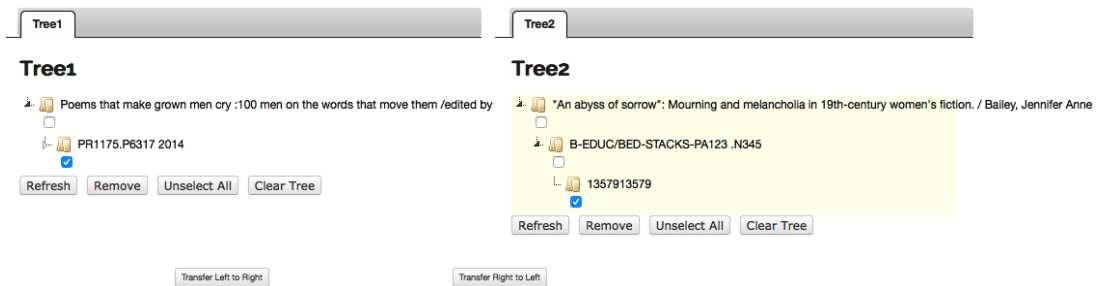 Tree1
Tree1
Poems that make grown men cry :100 men on the words that move them /edited by
PR1175.P6317 2014
Refresh Remove Unselect All Clear Tree
Transfer Left to Right
Tree2
Tree2
"An abyss of sorrow": Mourning and melancholia in 19th-century women's fiction. / Bailey, Jennifer Anne
B-EDUC/BED-STACKS-PA123 .N345
1357913579
Refresh Remove Unselect All Clear Tree
Transfer Right to Left